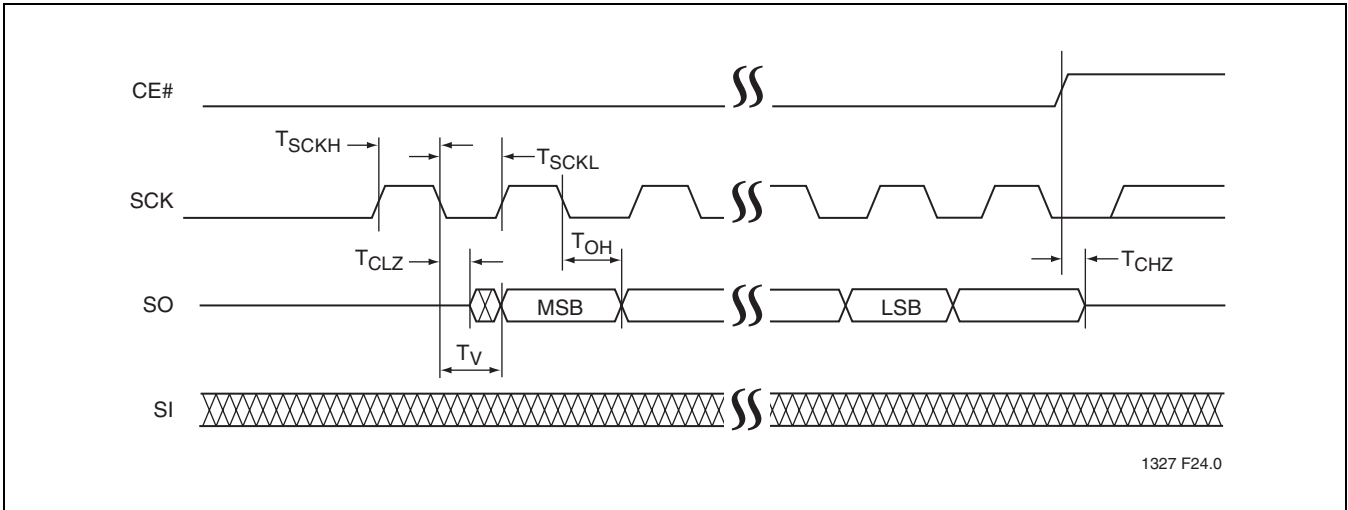 CE#
TSCKH
TSCKL
SCK
TOH
TCLZ
TCHZ
SO
MSB
LSB
TV
SI
1327 F24.0